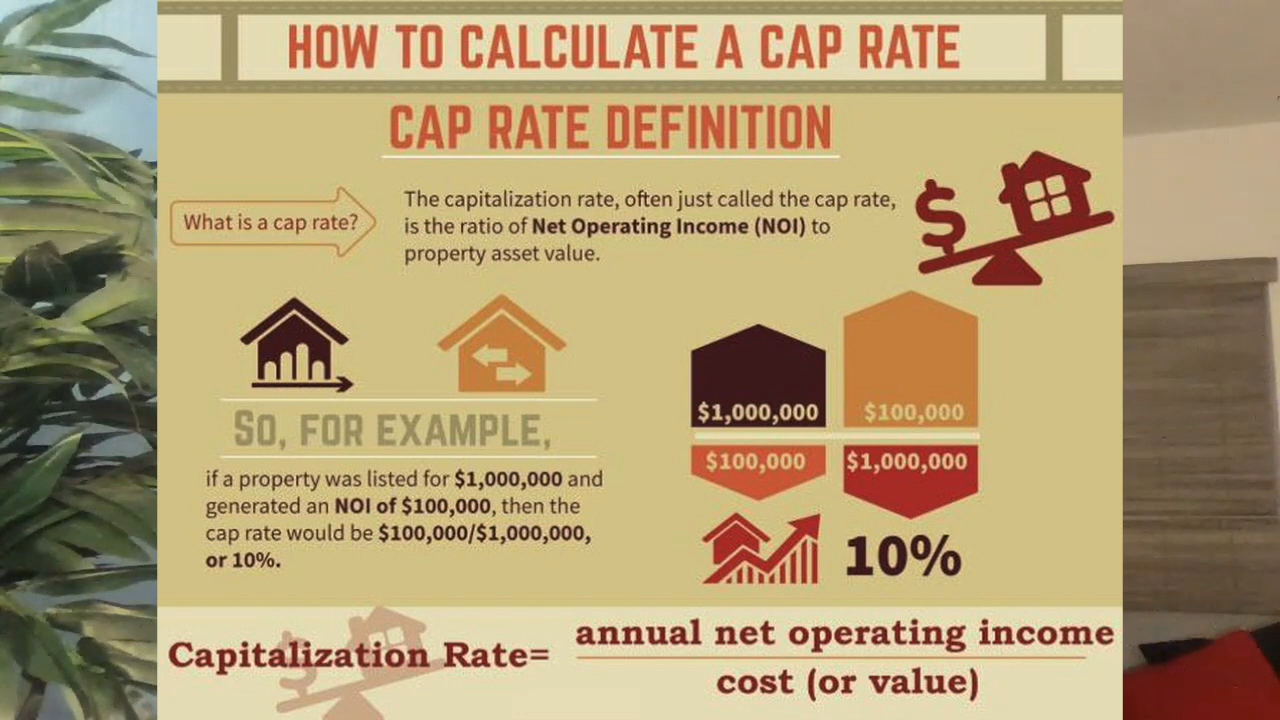 HOW TO CALCULATE A CAP RATE
CAP RATE DEFINITION
What is a cap rate?
The capitalization rate, often just called the cap rate,
is the ratio of Net Operating Income (NOI) to
property asset value.
SO, FOR EXAMPLE,
if a property was listed for $1,000,000 and
generated an NOI of $100,000, then the
cap rate would be $100,000/$1,000,000,
or 10%.
$1,000,000
$100,000
$100,000
$1,000,000
10%
Capitalization Rate=
annual net operating income
cost (or value)